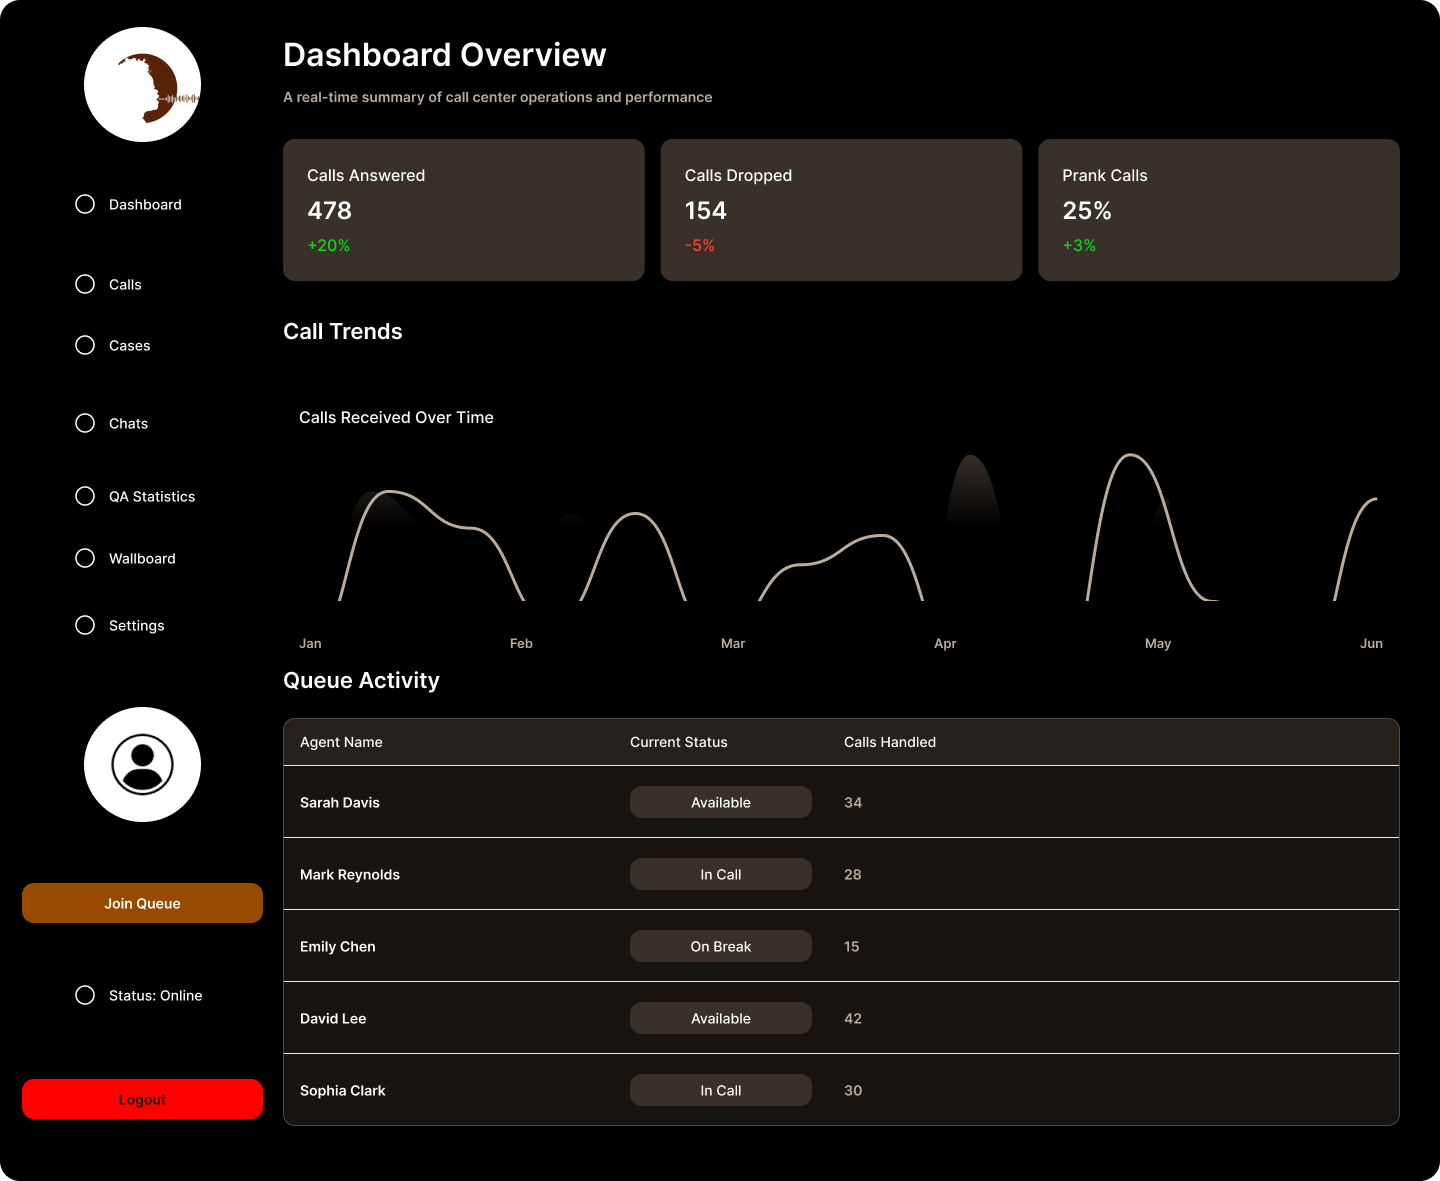 Dashboard
Calls
Cases
Chats
QA Statistics
Wallboard
Settings
Join Queue
Status: Online
Logout
Dashboard Overview
A real-time summary of call center operations and performance
Calls Answered
478
+20%
Calls Dropped
154
-5%
Prank Calls
25%
+3%
Call Trends
Calls Received Over Time
Jan Feb Mar Apr May Jun
Queue Activity
Agent Name Current Status Calls Handled
Sarah Davis Available 34
Mark Reynolds In Call 28
Emily Chen On Break 15
David Lee Available 42
Sophia Clark In Call 30